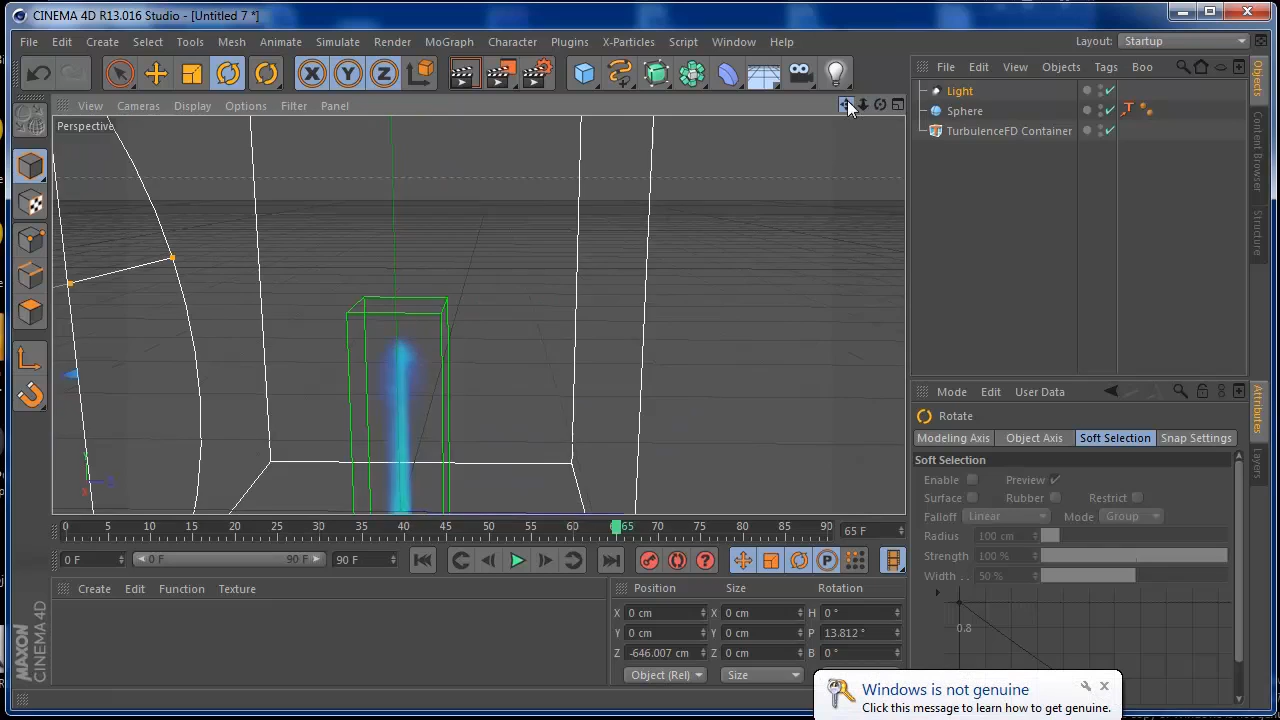 CINEMA 4D R13.016 Studio - [Untitled 7 *]
File Edit Create Select Tools Mesh Animate Simulate Render MoGraph Character Plugins X-Particles Script Window Help Layout: Startup
X Y Z
File Edit View Objects Tags Boo
Light
Sphere
TurbulenceFD Container
View Cameras Display Options Filter Panel
Perspective
Objects
Content Browser
Structure
Mode Edit User Data
Rotate
Modeling Axis Object Axis Soft Selection Snap Settings
Soft Selection
Enable Preview
Surface Rubber Restrict
Falloff Linear Mode Group
Radius 100 cm
Strength 100 %
Width . . 50 %
0.8
Attributes
Layers
0 5 10 15 20 25 30 35 40 45 50 55 60 65 70 75 80 85 90 65 F
0 F 0 F 90 F 90 F
Create Edit Function Texture
Position Size Rotation
X 0 cm X 0 cm H 0 °
Y 0 cm Y 0 cm P 13.812 °
Z -646.007 cm Z 0 cm B 0 °
Object (Rel) Size
MAXON
CINEMA 4D
Windows is not genuine
Click this message to learn how to get genuine.